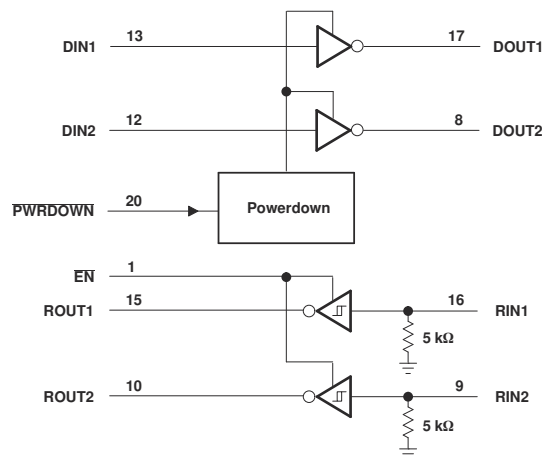 DIN1 13 17 DOUT1
DIN2 12 8 DOUT2
PWRDOWN 20 Powerdown
EN 1
ROUT1 15 16 RIN1
5 kΩ
ROUT2 10 9 RIN2
5 kΩ